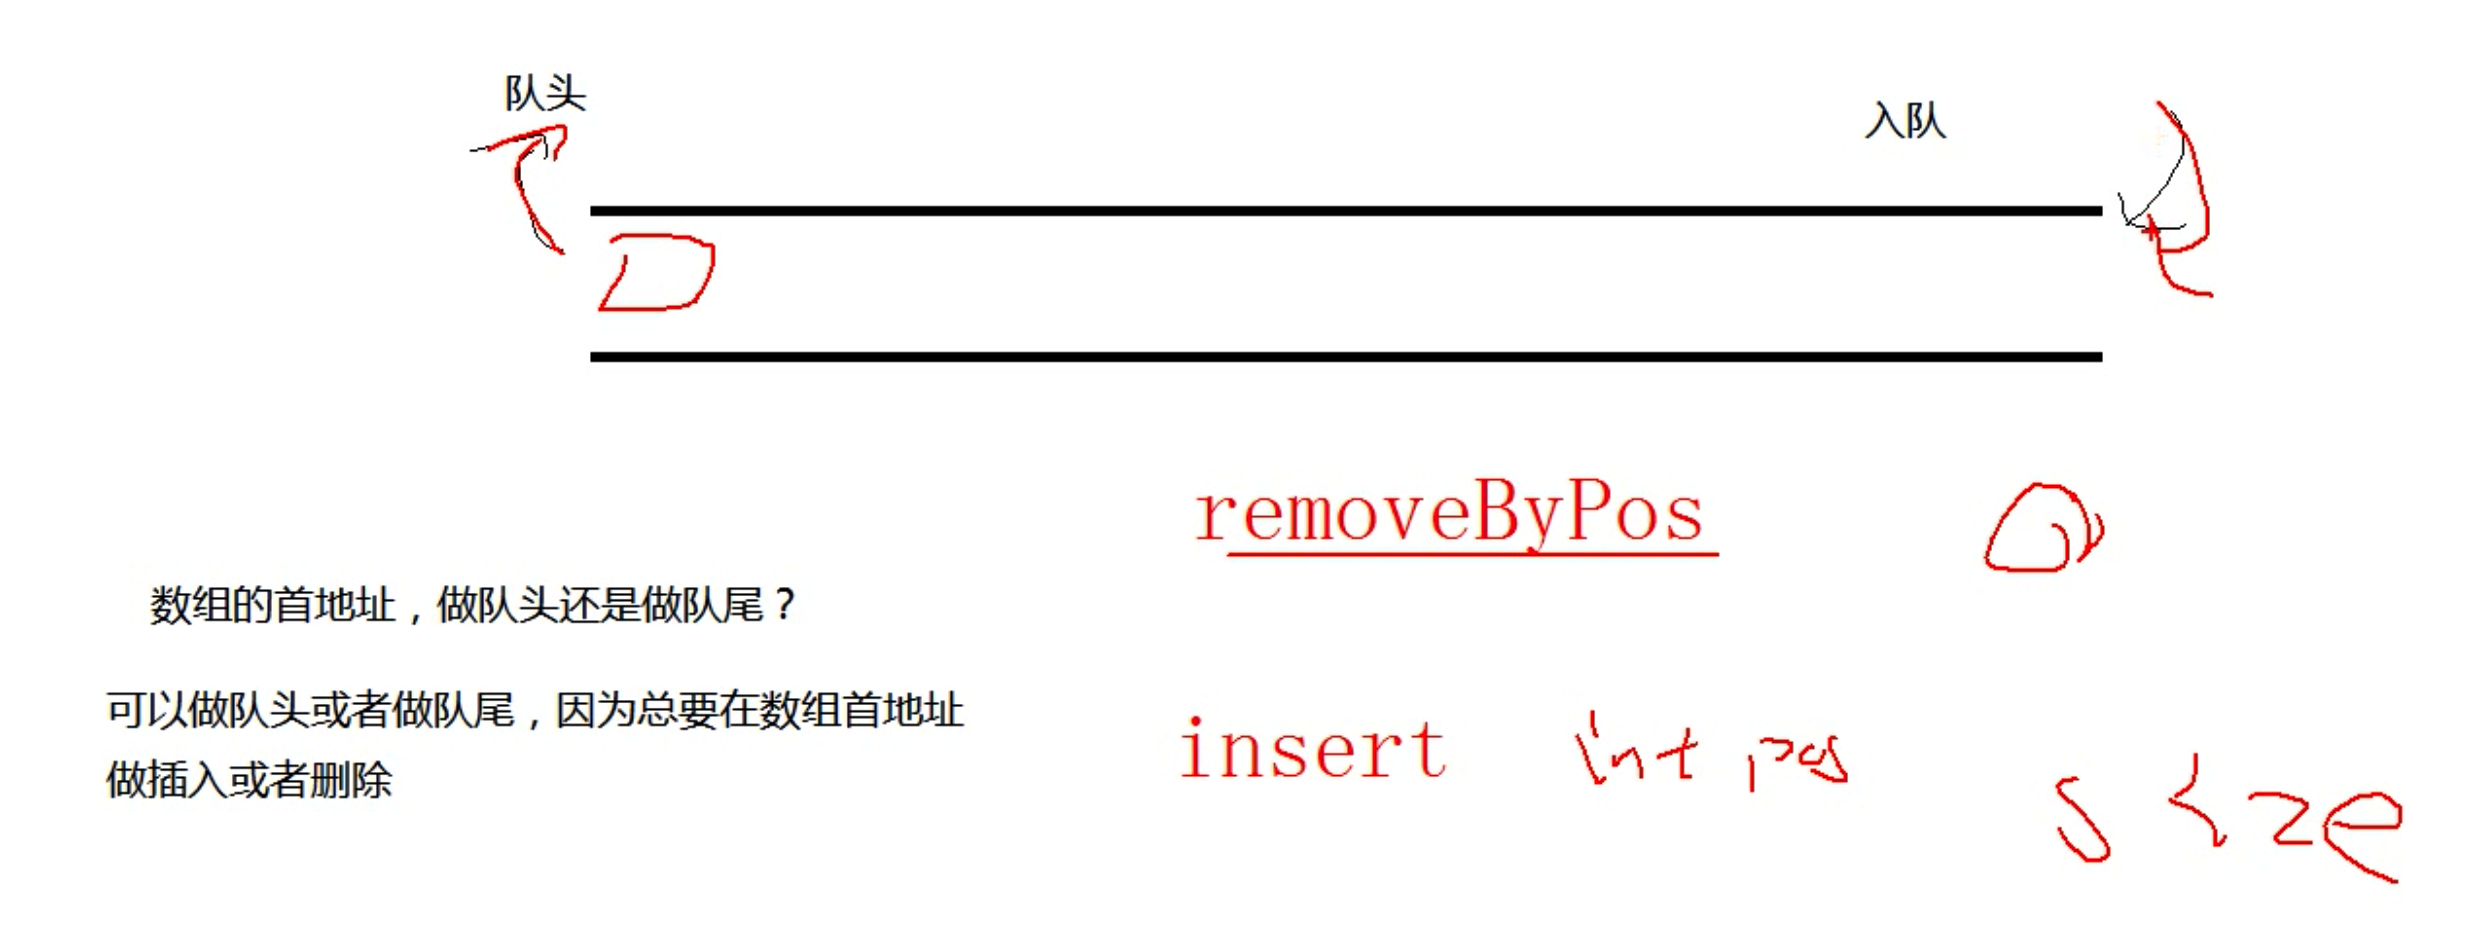 队头
入队
removeByPos
数组的首地址，做队头还是做队尾？
可以做队头或者做队尾，因为总要在数组首地址
做插入或者删除
insert int pos
size